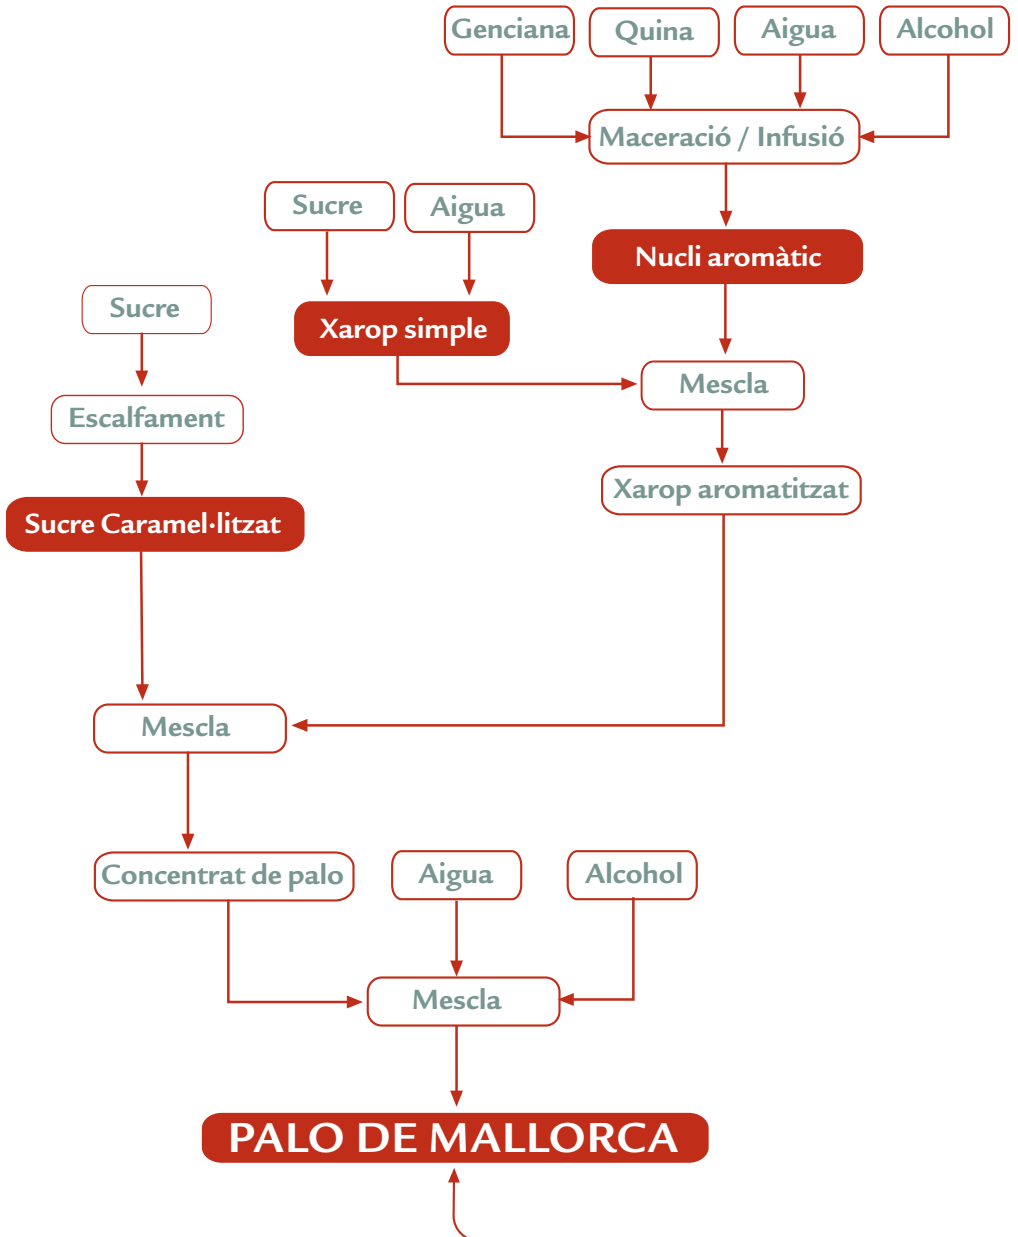 Genciana
Quina
Aigua
Alcohol
Maceració / Infusió
Sucre
Aigua
Nucli aromàtic
Xarop simple
Sucre
Mescla
Escalfament
Xarop aromatitzat
Sucre Caramel·litzat
Mescla
Concentrat de palo
Aigua
Alcohol
Mescla
PALO DE MALLORCA